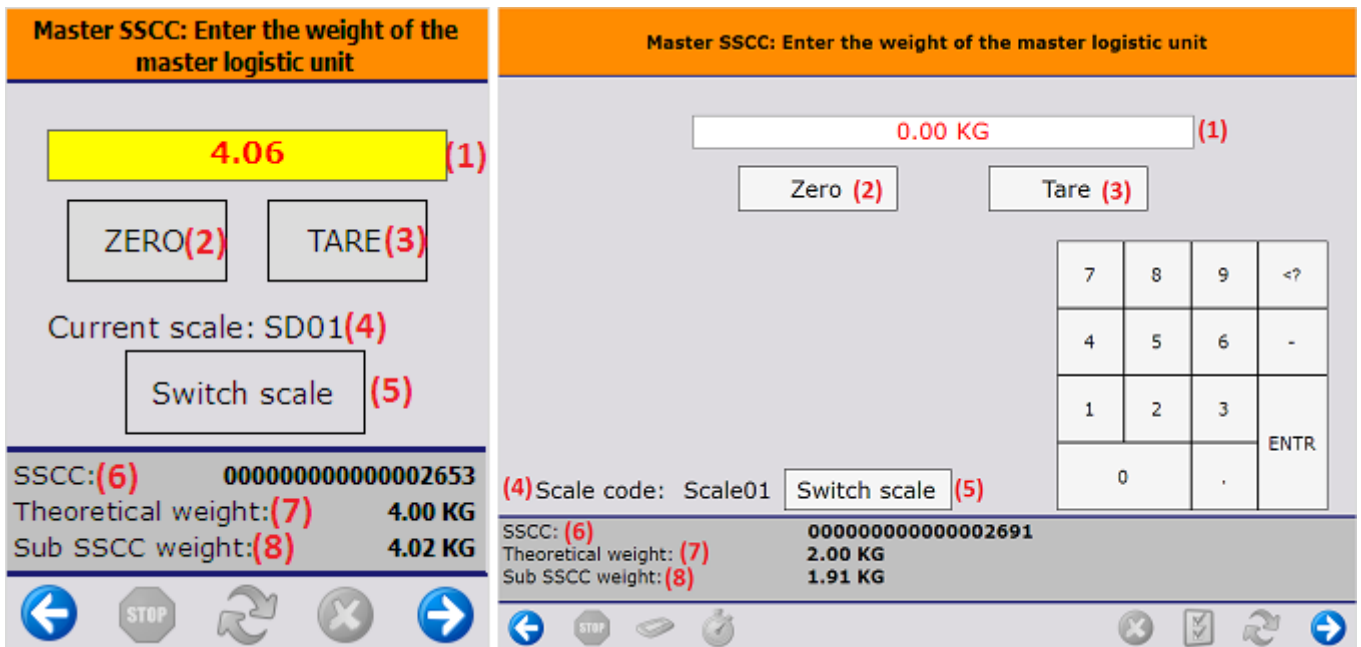 Master SSCC: Enter the weight of the
master logistic unit
4.06 (1)
ZERO(2) TARE(3)
Current scale: SD01(4)
Switch scale (5)
SSCC:(6) 000000000000002653
Theoretical weight:(7) 4.00 KG
Sub SSCC weight:(8) 4.02 KG
STOP
Master SSCC: Enter the weight of the master logistic unit
0.00 KG (1)
Zero (2) Tare (3)
7 8 9 <?
4 5 6 -
1 2 3
ENTR
0 .
(4) Scale code: Scale01 Switch scale (5)
SSCC: (6) 000000000000002691
Theoretical weight: (7) 2.00 KG
Sub SSCC weight: (8) 1.91 KG
STOP